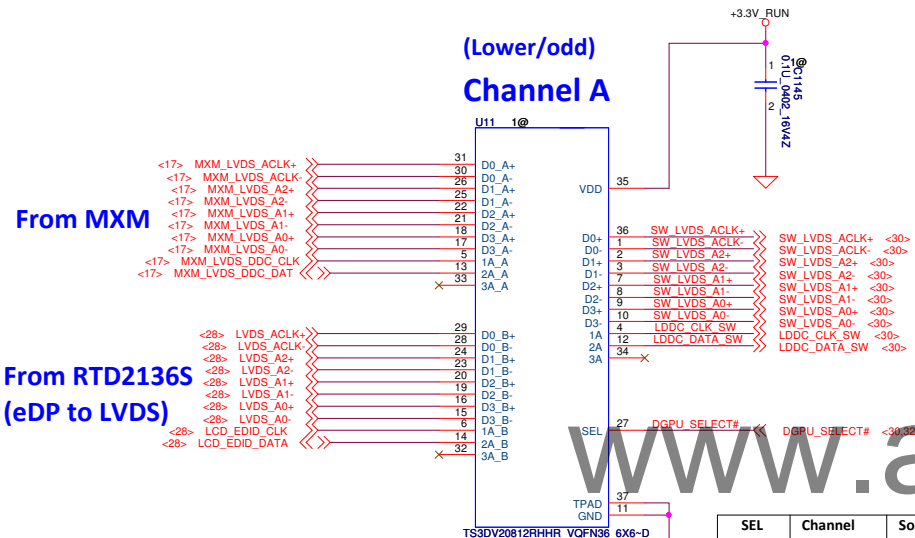 +3.3V_RUN
(Lower/odd)
Channel A
1
1@
C1145
0.1U_0402_16V4Z
2
U11 1@
<17> MXM_LVDS_ACLK+ 31 D0_A+
<17> MXM_LVDS_ACLK- 30 D0_A-
<17> MXM_LVDS_A2+ 26 D1_A+
<17> MXM_LVDS_A2- 25 D1_A-
<17> MXM_LVDS_A1+ 22 D2_A+
<17> MXM_LVDS_A1- 21 D2_A-
<17> MXM_LVDS_A0+ 18 D3_A+
<17> MXM_LVDS_A0- 17 D3_A-
<17> MXM_LVDS_DDC_CLK 5 1A_A
<17> MXM_LVDS_DDC_DAT 13 2A_A
33 3A_A
From MXM
VDD 35
D0+ 36 SW_LVDS_ACLK+ SW_LVDS_ACLK+ <30>
D0- 1 SW_LVDS_ACLK- SW_LVDS_ACLK- <30>
D1+ 2 SW_LVDS_A2+ SW_LVDS_A2+ <30>
D1- 3 SW_LVDS_A2- SW_LVDS_A2- <30>
D2+ 7 SW_LVDS_A1+ SW_LVDS_A1+ <30>
D2- 8 SW_LVDS_A1- SW_LVDS_A1- <30>
D3+ 9 SW_LVDS_A0+ SW_LVDS_A0+ <30>
D3- 10 SW_LVDS_A0- SW_LVDS_A0- <30>
1A 4 LDDC_CLK_SW LDDC_CLK_SW <30>
2A 12 LDDC_DATA_SW LDDC_DATA_SW <30>
3A 34
<28> LVDS_ACLK+ 29 D0_B+
<28> LVDS_ACLK- 28 D0_B-
<28> LVDS_A2+ 24 D1_B+
<28> LVDS_A2- 23 D1_B-
<28> LVDS_A1+ 20 D2_B+
<28> LVDS_A1- 19 D2_B-
<28> LVDS_A0+ 16 D3_B+
<28> LVDS_A0- 15 D3_B-
<28> LCD_EDID_CLK 6 1A_B
<28> LCD_EDID_DATA 14 2A_B
32 3A_B
From RTD2136S
(eDP to LVDS)
SEL 27 DGPU_SELECT# DGPU_SELECT# <30,32
www.a
TPAD 37
GND 11
TS3DV20812RHHR_VQFN36_6X6~D
SEL Channel